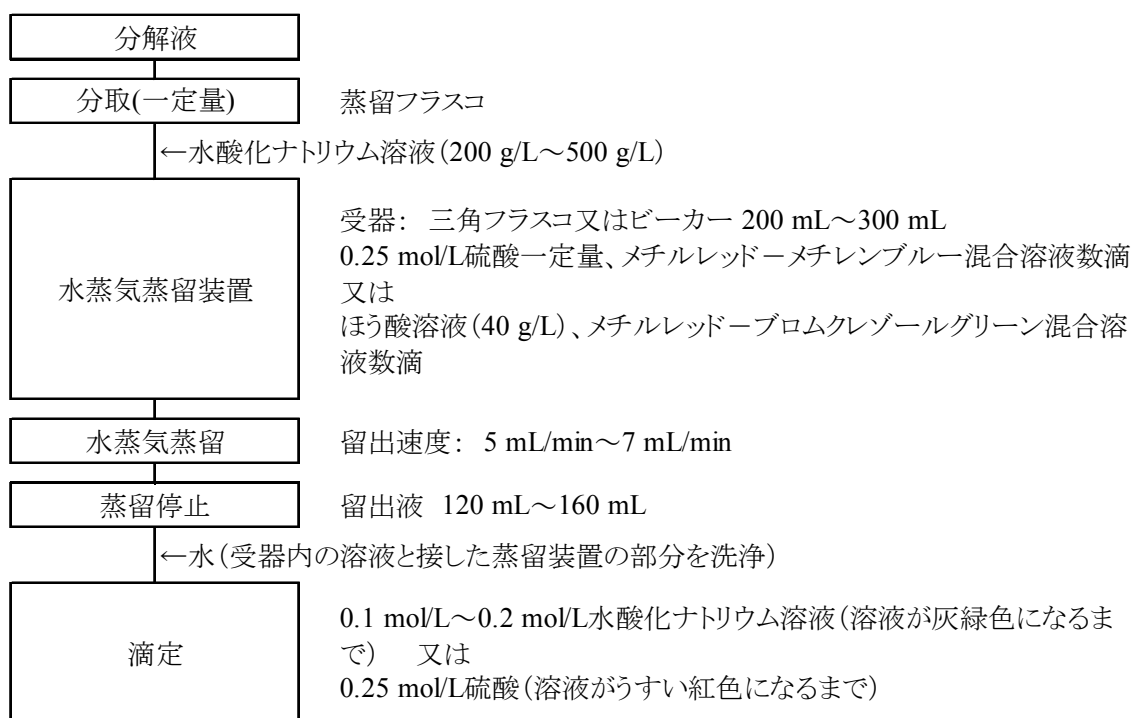 分解液
分取(一定量)　蒸留フラスコ
←水酸化ナトリウム溶液(200 g/L～500 g/L)
受器：　三角フラスコ又はビーカー 200 mL～300 mL
0.25 mol/L硫酸一定量、メチルレッド－メチレンブルー混合溶液数滴
水蒸気蒸留装置　又は
ほう酸溶液(40 g/L)、メチルレッド－ブロムクレゾールグリーン混合溶
液数滴
水蒸気蒸留　留出速度：　5 mL/min～7 mL/min
蒸留停止　留出液　120 mL～160 mL
←水(受器内の溶液と接した蒸留装置の部分を洗浄)
0.1 mol/L～0.2 mol/L水酸化ナトリウム溶液(溶液が灰緑色になるま
滴定　で)　又は
0.25 mol/L硫酸(溶液がうすい紅色になるまで)